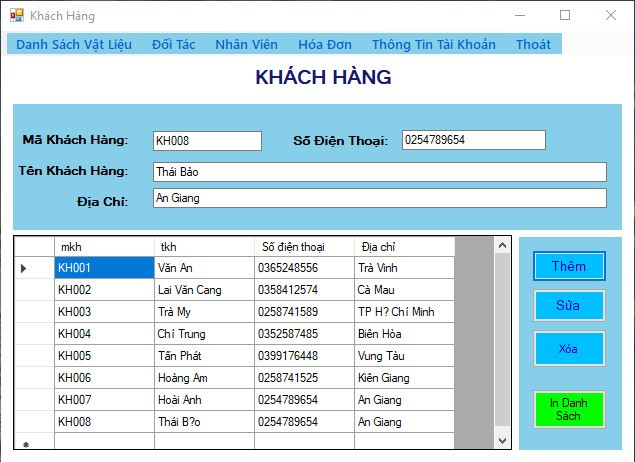 Khách Hàng
Danh Sách Vật Liệu Đối Tác Nhân Viên Hóa Đơn Thông Tin Tài Khoản Thoát
KHÁCH HÀNG
Mã Khách Hàng: KH008 Số Điện Thoại: 0254789654
Tên Khách Hàng: Thái Bảo
Địa Chỉ: An Giang
mkh tkh Số điện thoại Địa chỉ
KH001 Văn An 0365248556 Trà Vinh
KH002 Lai Văn Cang 0358412574 Cà Mau
KH003 Trà My 0258741589 TP H? Chí Minh
KH004 Chí Trung 0352587485 Biên Hòa
KH005 Tấn Phát 0399176448 Vung Tàu
KH006 Hoàng Am 0258741525 Kiên Giang
KH007 Hoài Anh 0254789654 An Giang
KH008 Thái B?o 0254789654 An Giang
Thêm
Sửa
Xóa
In Danh
Sách